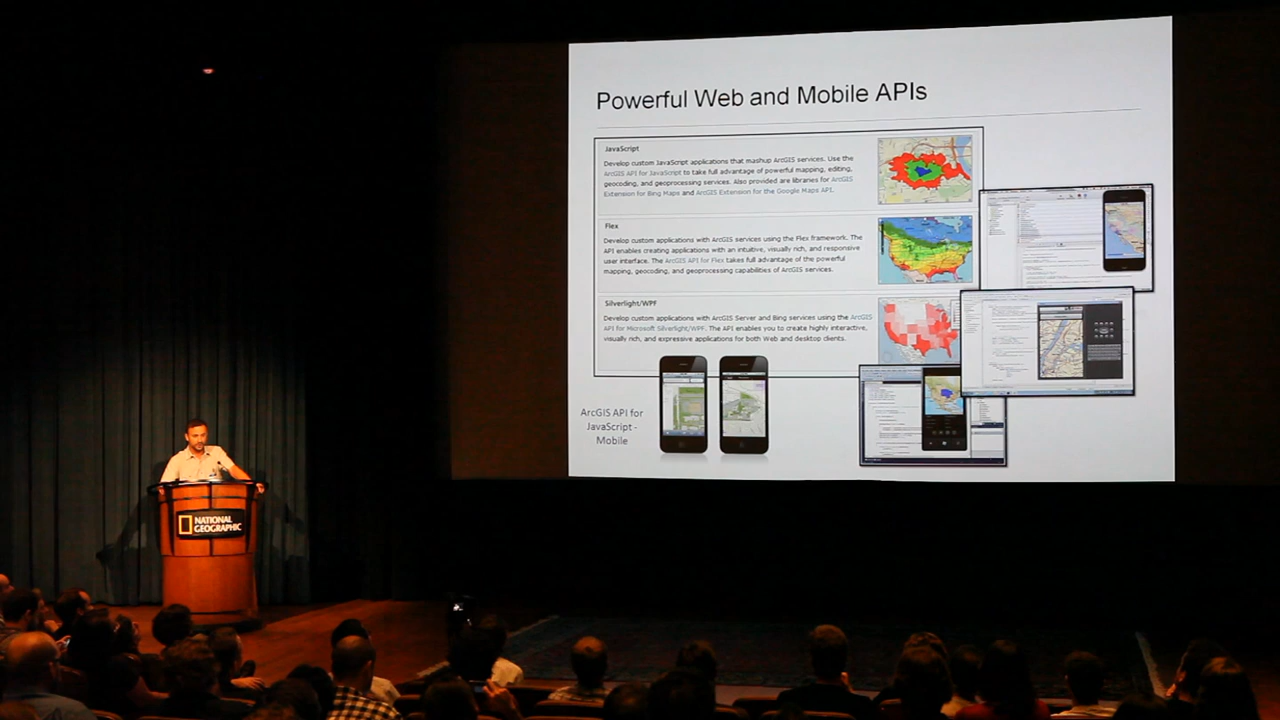 Powerful Web and Mobile APIs
JavaScript
Develop custom JavaScript applications that mashup ArcGIS services. Use the
ArcGIS API for JavaScript to take full advantage of powerful mapping, editing,
geocoding, and geoprocessing services. Also provided are libraries for ArcGIS
Extension for Bing Maps and ArcGIS Extension for the Google Maps API.
Flex
Develop custom applications with ArcGIS services using the Flex framework. The
API enables creating applications with an intuitive, visually rich, and responsive
user interface. The ArcGIS API for Flex takes full advantage of the powerful
mapping, geocoding, and geoprocessing capabilities of ArcGIS services.
Silverlight/WPF
Develop custom applications with ArcGIS Server and Bing services using the ArcGIS
API for Microsoft Silverlight/WPF. The API enables you to create highly interactive,
visually rich, and expressive applications for both Web and desktop clients.
ArcGIS API for
JavaScript -
Mobile
NATIONAL
GEOGRAPHIC